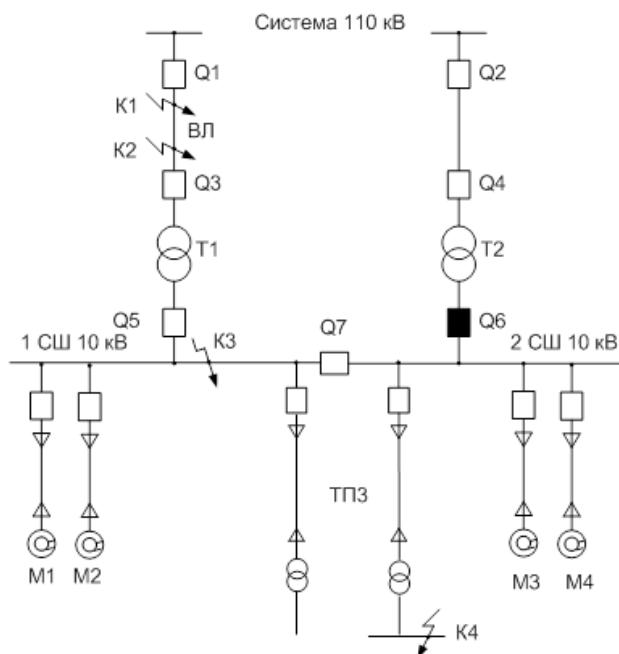 Система 110 кВ
Q1
Q2
К1
ВЛ
К2
Q3
Q4
Т1
Т2
Q5
Q6
Q7
1 СШ 10 кВ
К3
2 СШ 10 кВ
ТП3
М1
М2
М3
М4
К4